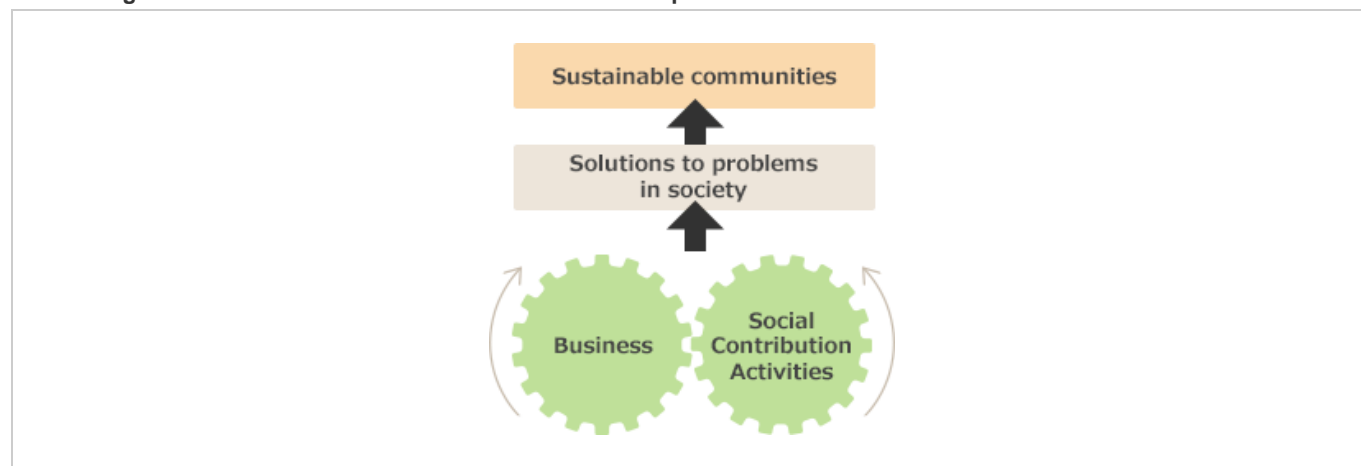 Sustainable communities
Solutions to problems
in society
Business
Social
Contribution
Activities